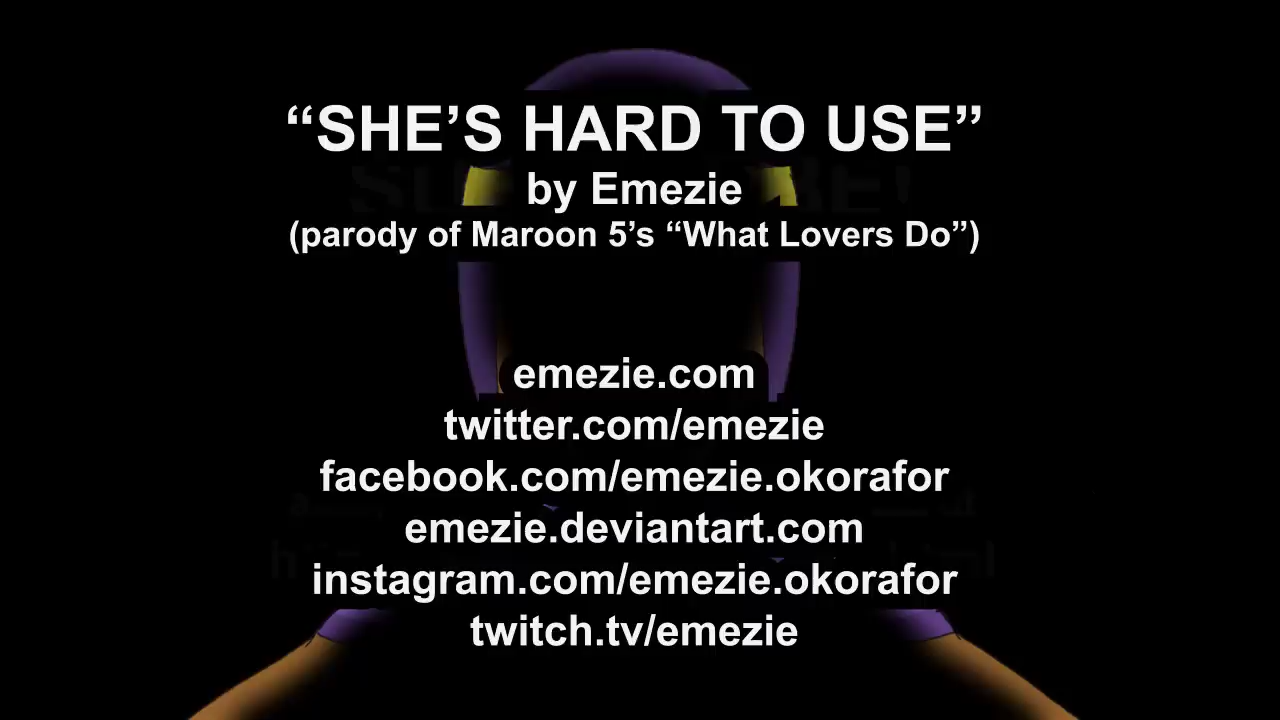 “SHE’S HARD TO USE”
by Emezie
(parody of Maroon 5’s “What Lovers Do”)
emezie.com
twitter.com/emezie
facebook.com/emezie.okorafor
emezie.deviantart.com
instagram.com/emezie.okorafor
twitch.tv/emezie